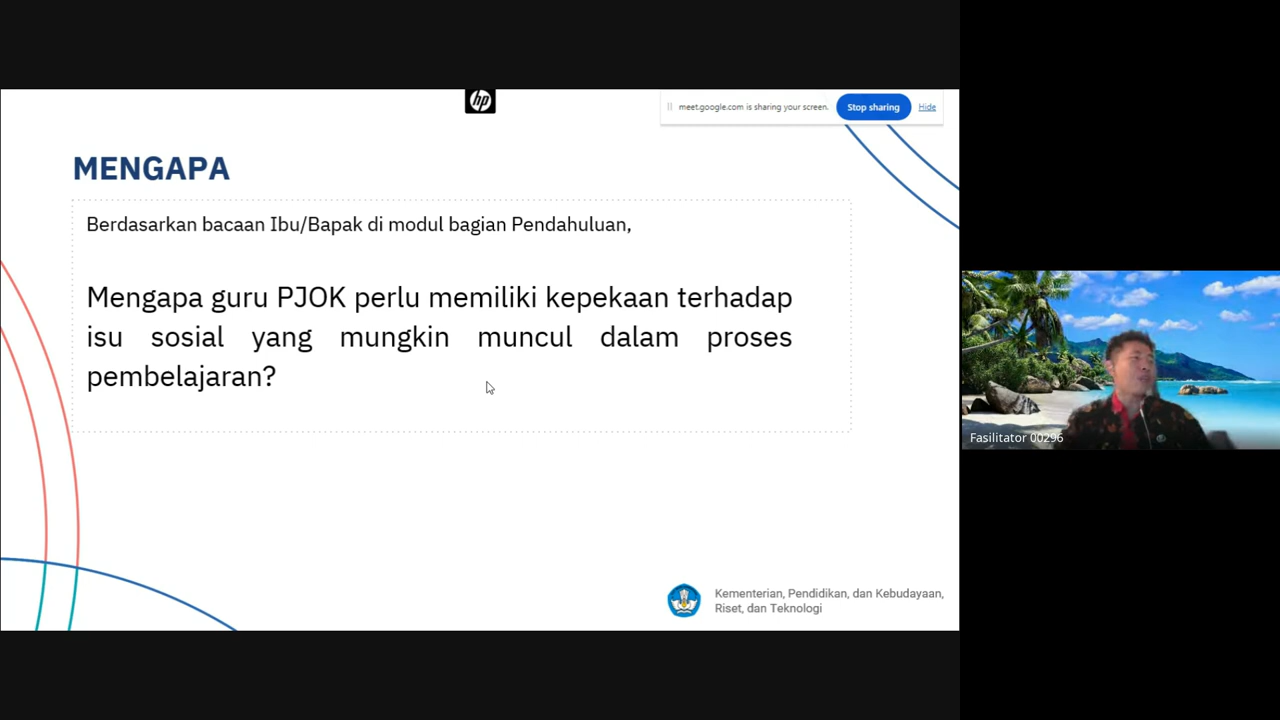 hp
meet.google.com is sharing your screen.
Stop sharing
Hide
MENGAPA
Berdasarkan bacaan Ibu/Bapak di modul bagian Pendahuluan,
Mengapa guru PJOK perlu memiliki kepekaan terhadap
isu sosial yang mungkin muncul dalam proses
pembelajaran?
Fasilitator 00296
Kementerian, Pendidikan, dan Kebudayaan,
Riset, dan Teknologi